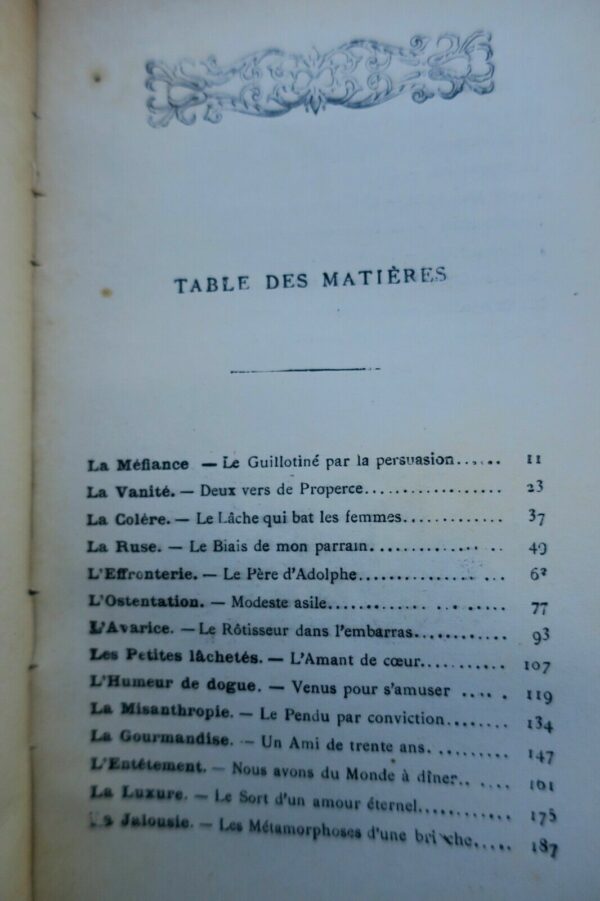 TABLE DES MATIÈRES
La Méfiance — Le Guillotiné par la persuasion...... 11
La Vanité. — Deux vers de Properce.................. 23
La Colère. — Le Lâche qui bat les femmes............ 37
La Ruse. — Le Biais de mon parrain.................. 49
L'Effronterie. — Le Père d'Adolphe..................
L'Ostentation. — Modeste asile...................... 77
L'Avarice. — Le Rôtisseur dans l'embarras............ 93
Les Petites lâchetés. — L'Amant de cœur........ 107
L'Humeur de dogue. — Venus pour s'amuser ..... 119
La Misanthropie. — Le Pendu par conviction........ 134
La Gourmandise. — Un Ami de trente ans. ........... 147
L'Entêtement. — Nous avons du Monde à dîner.. .....
La Luxure. — Le Sort d'un amour éternel............ 175
La Jalousie. — Les Métamorphoses d'une ..... 187